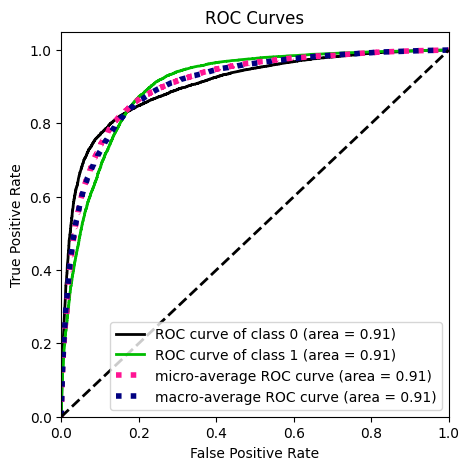 ROC Curves
1.0
0.8
0.6
0.4
0.2
0.0
True Positive Rate
ROC curve of class 0 (area = 0.91)
ROC curve of class 1 (area = 0.91)
micro-average ROC curve (area = 0.91)
macro-average ROC curve (area = 0.91)
0.0 0.2 0.4 0.6 0.8 1.0
False Positive Rate